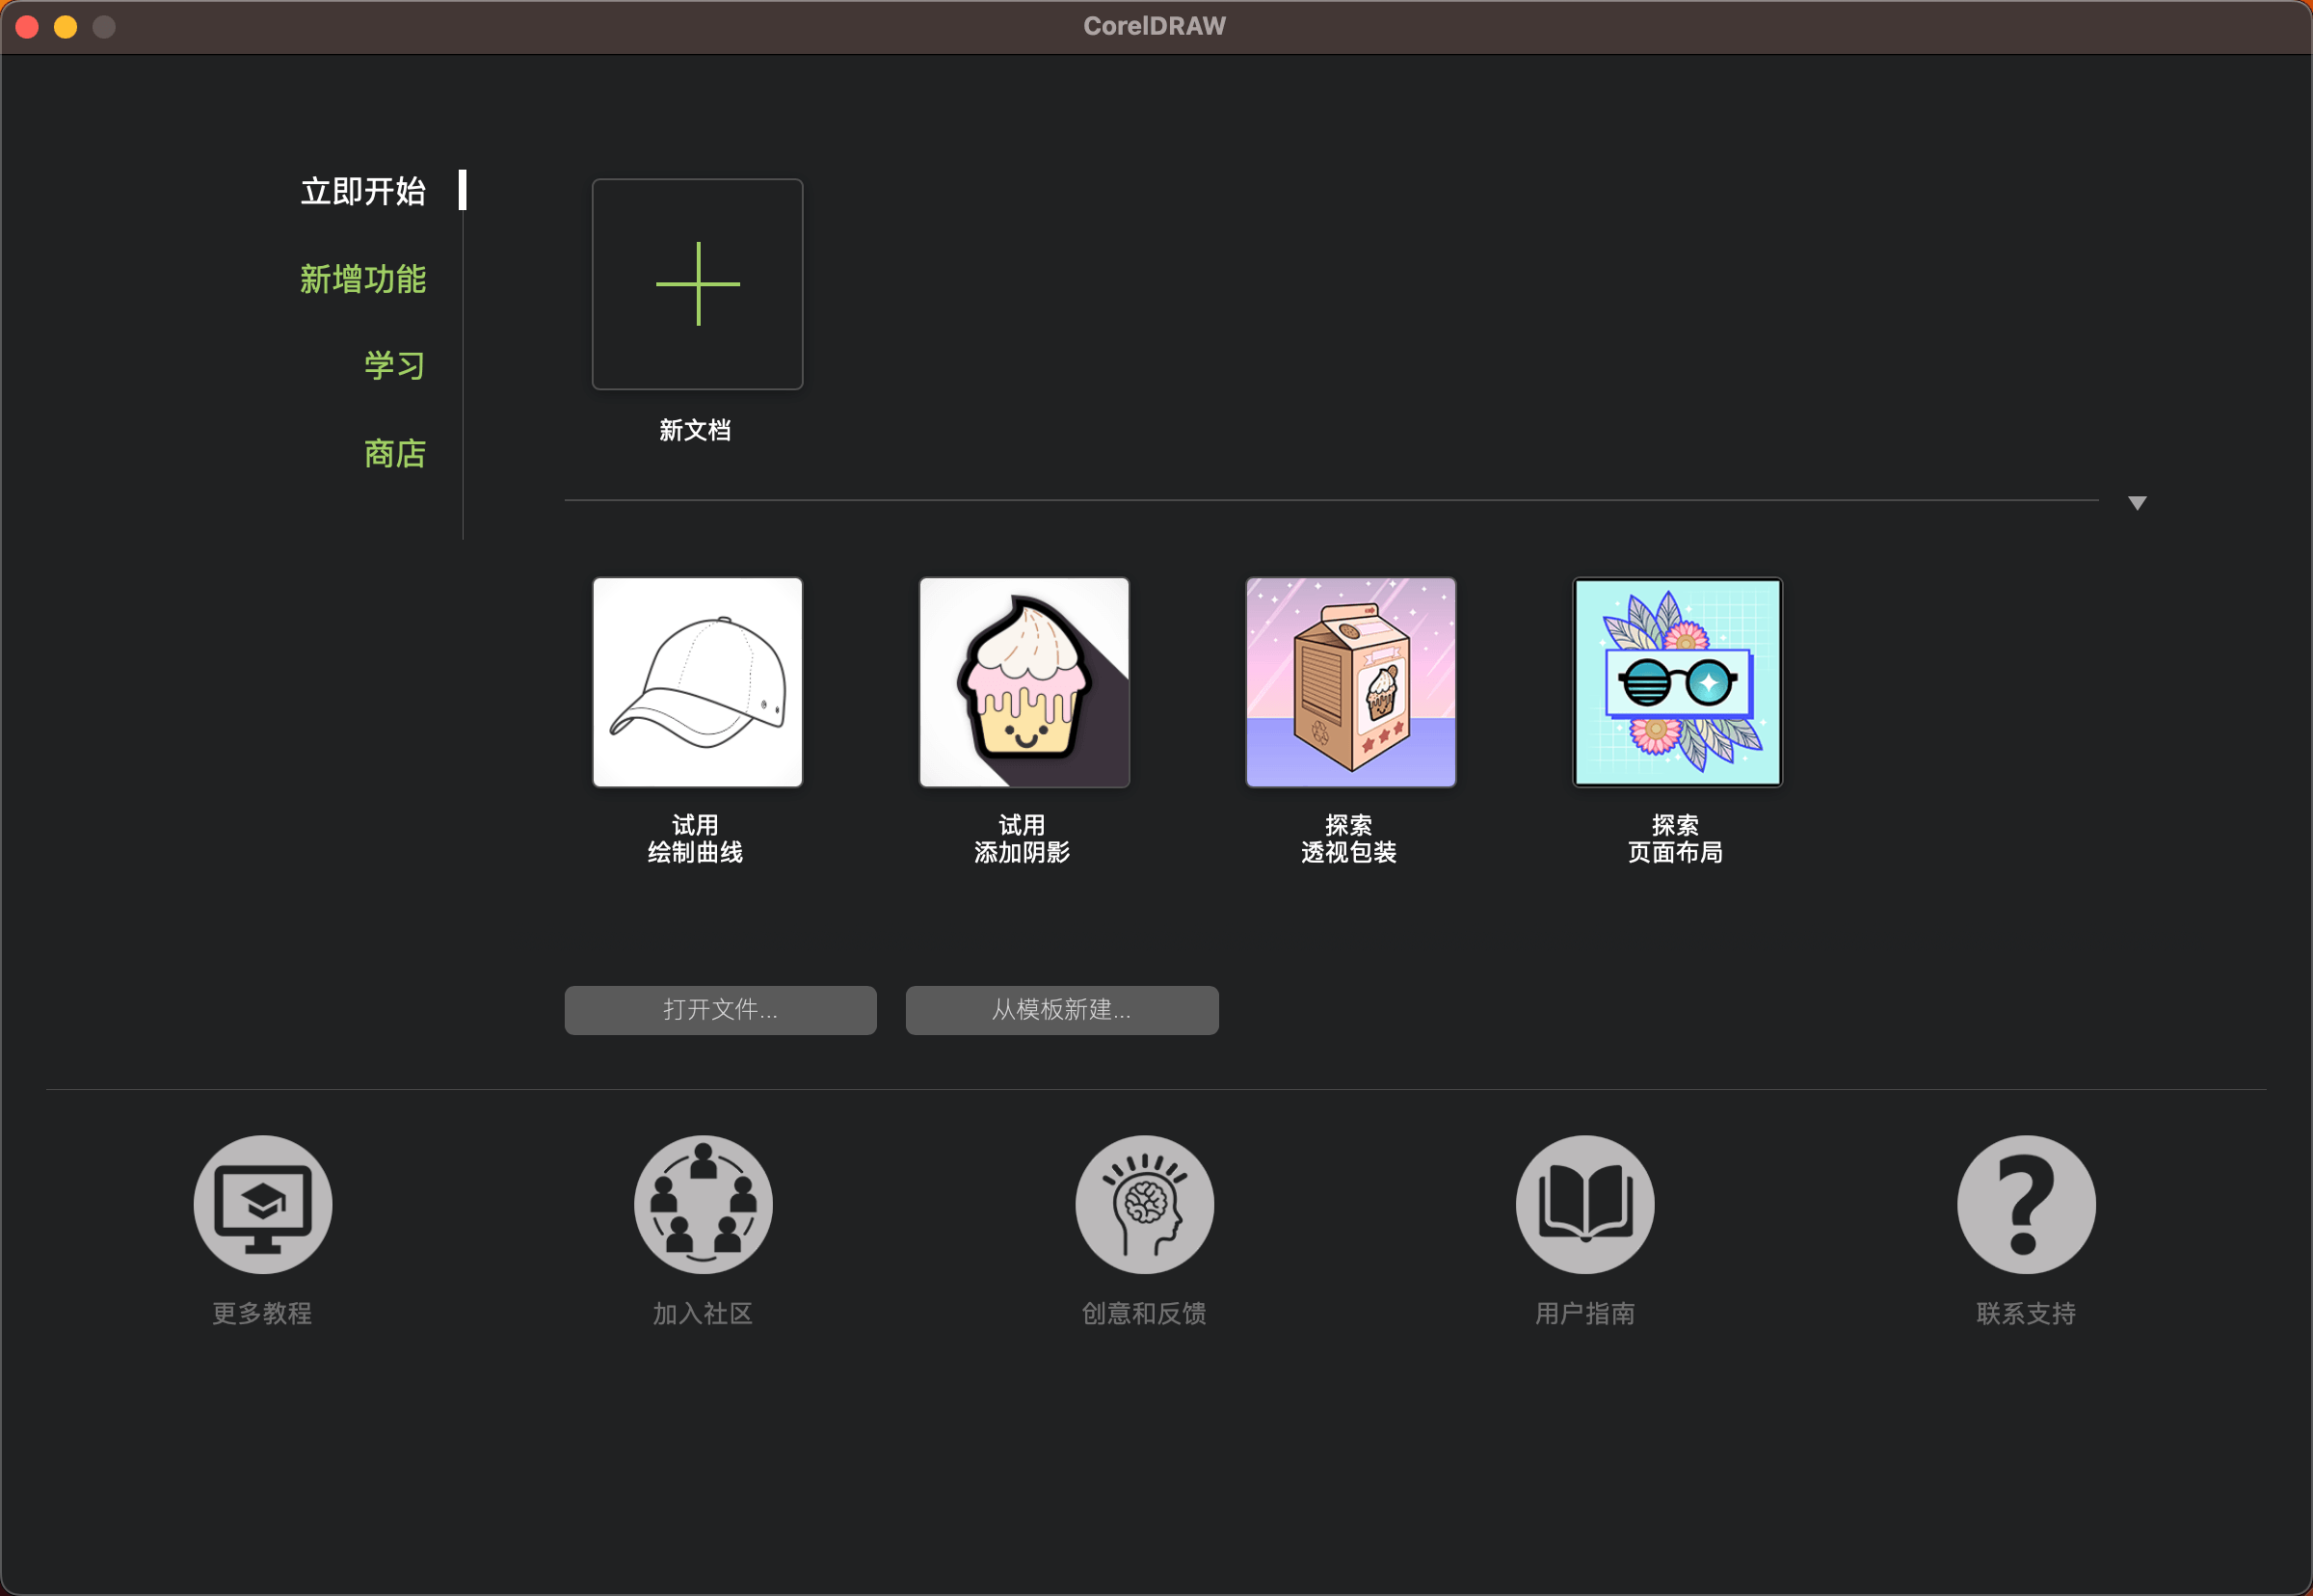 CorelDRAW
立即开始
新增功能
学习
商店
新文档
试用
绘制曲线
试用
添加阴影
探索
透视包装
探索
页面布局
打开文件...
从模板新建...
更多教程
加入社区
创意和反馈
用户指南
联系支持